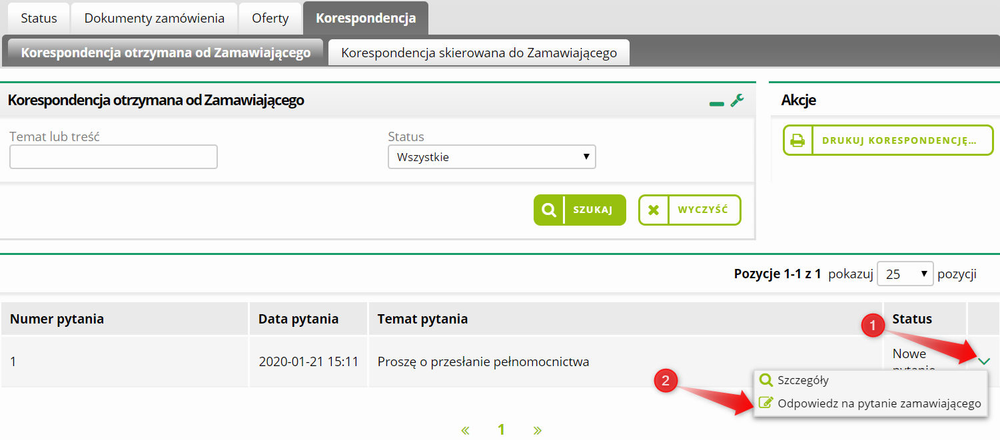 Status Dokumenty zamówienia Oferty Korespondencja
Korespondencja otrzymana od Zamawiającego Korespondencja skierowana do Zamawiającego
Korespondencja otrzymana od Zamawiającego
Akcje
Temat lub treść
Status
Wszystkie
DRUKUJ KORESPONDENCJĘ...
SZUKAJ
WYCZYŚĆ
Pozycje 1-1 z 1 pokazuj 25 pozycji
Numer pytania Data pytania Temat pytania Status
1
1 2020-01-21 15:11 Proszę o przesłanie pełnomocnictwa Nowe
pytanie
2
Szczegóły
Odpowiedz na pytanie zamawiającego
« 1 »